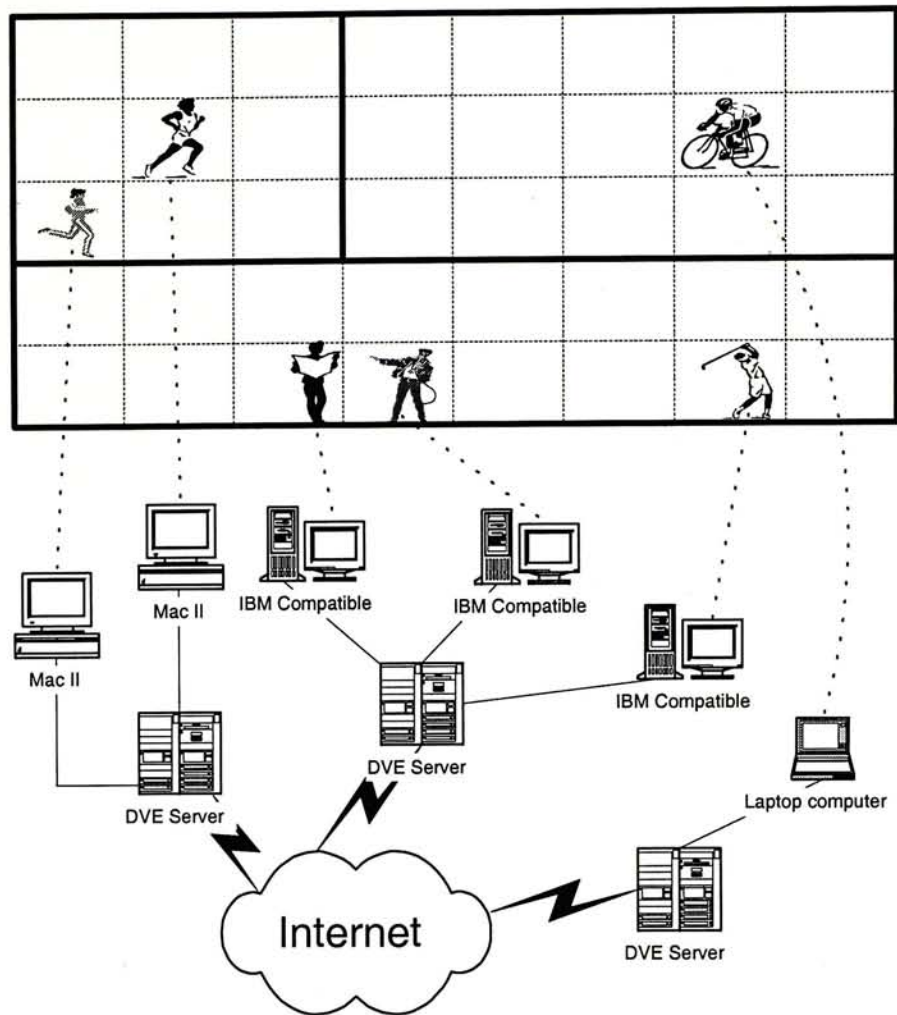 Mac II
IBM Compatible
IBM Compatible
Mac II
IBM Compatible
DVE Server
Laptop computer
DVE Server
Internet
DVE Server